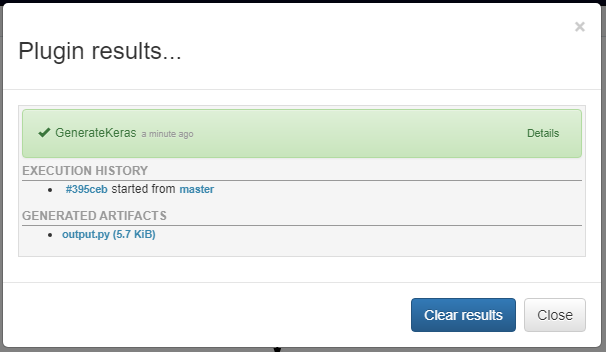 ×
Plugin results...
GenerateKeras a minute ago Details
EXECUTION HISTORY
#395ceb started from master
GENERATED ARTIFACTS
output.py (5.7 KiB)
Clear results Close